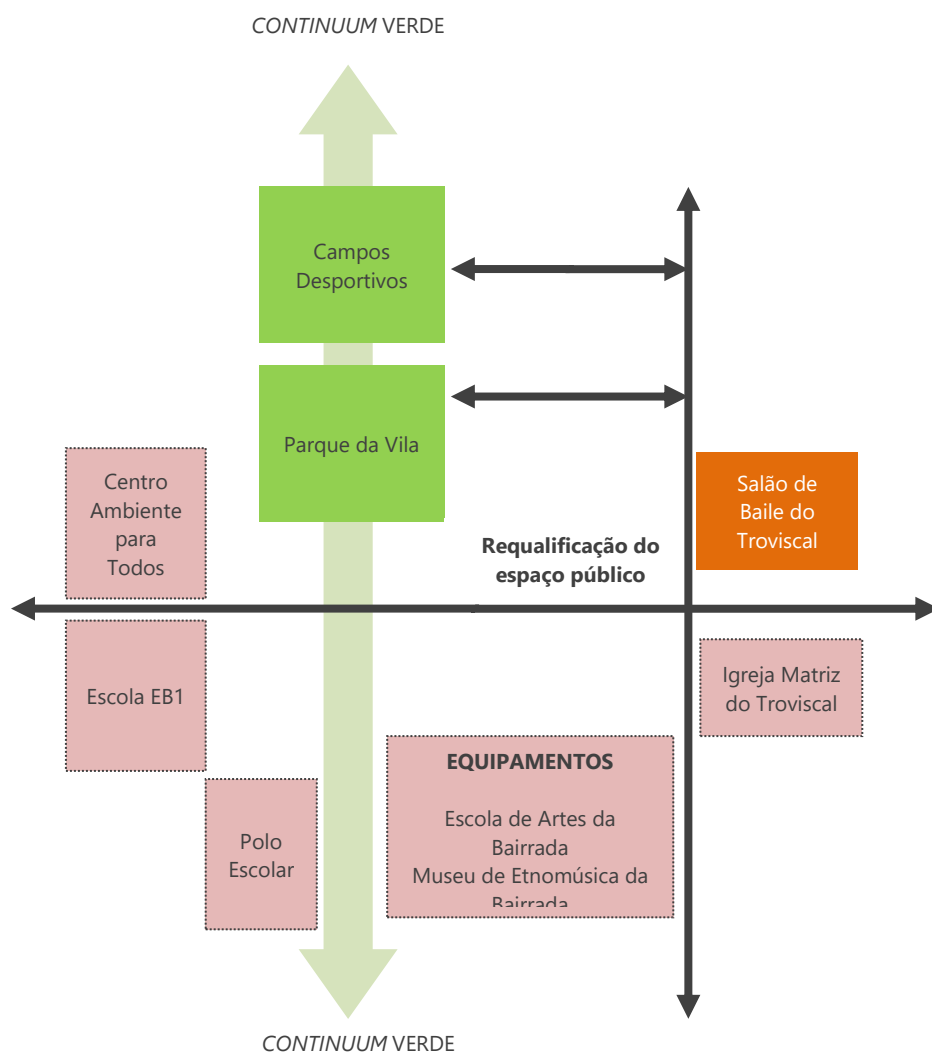 CONTINUUM VERDE
Campos
Desportivos
Parque da Vila
Centro
Ambiente
para
Todos
Salão de
Baile do
Troviscal
Requalificação do
espaço público
Escola EB1
Igreja Matriz
do Troviscal
EQUIPAMENTOS
Escola de Artes da
Bairrada
Museu de Etnomúsica da
Bairrada
Polo
Escolar
CONTINUUM VERDE